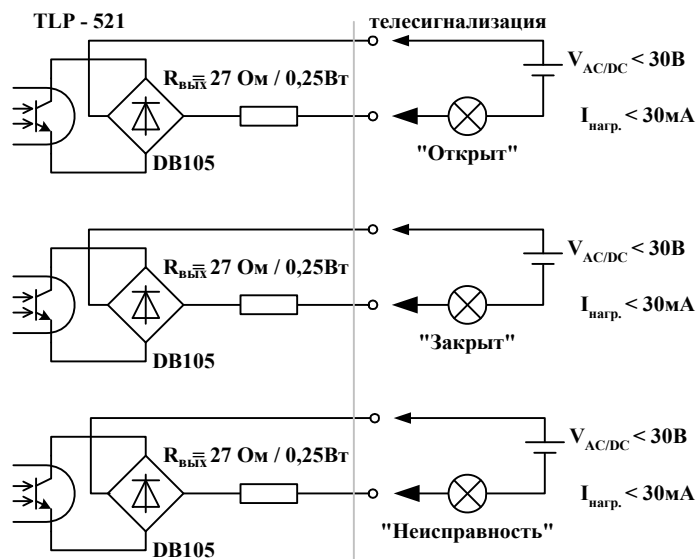 TLP - 521
телесигнализация
V AC/DC < 30В
R вых = 27 Ом / 0,25Вт
I нагр. < 30мА
"Открыт"
DB105
V AC/DC < 30В
R вых = 27 Ом / 0,25Вт
I нагр. < 30мА
"Закрыт"
DB105
V AC/DC < 30В
R вых = 27 Ом / 0,25Вт
I нагр. < 30мА
DB105
"Неисправность"